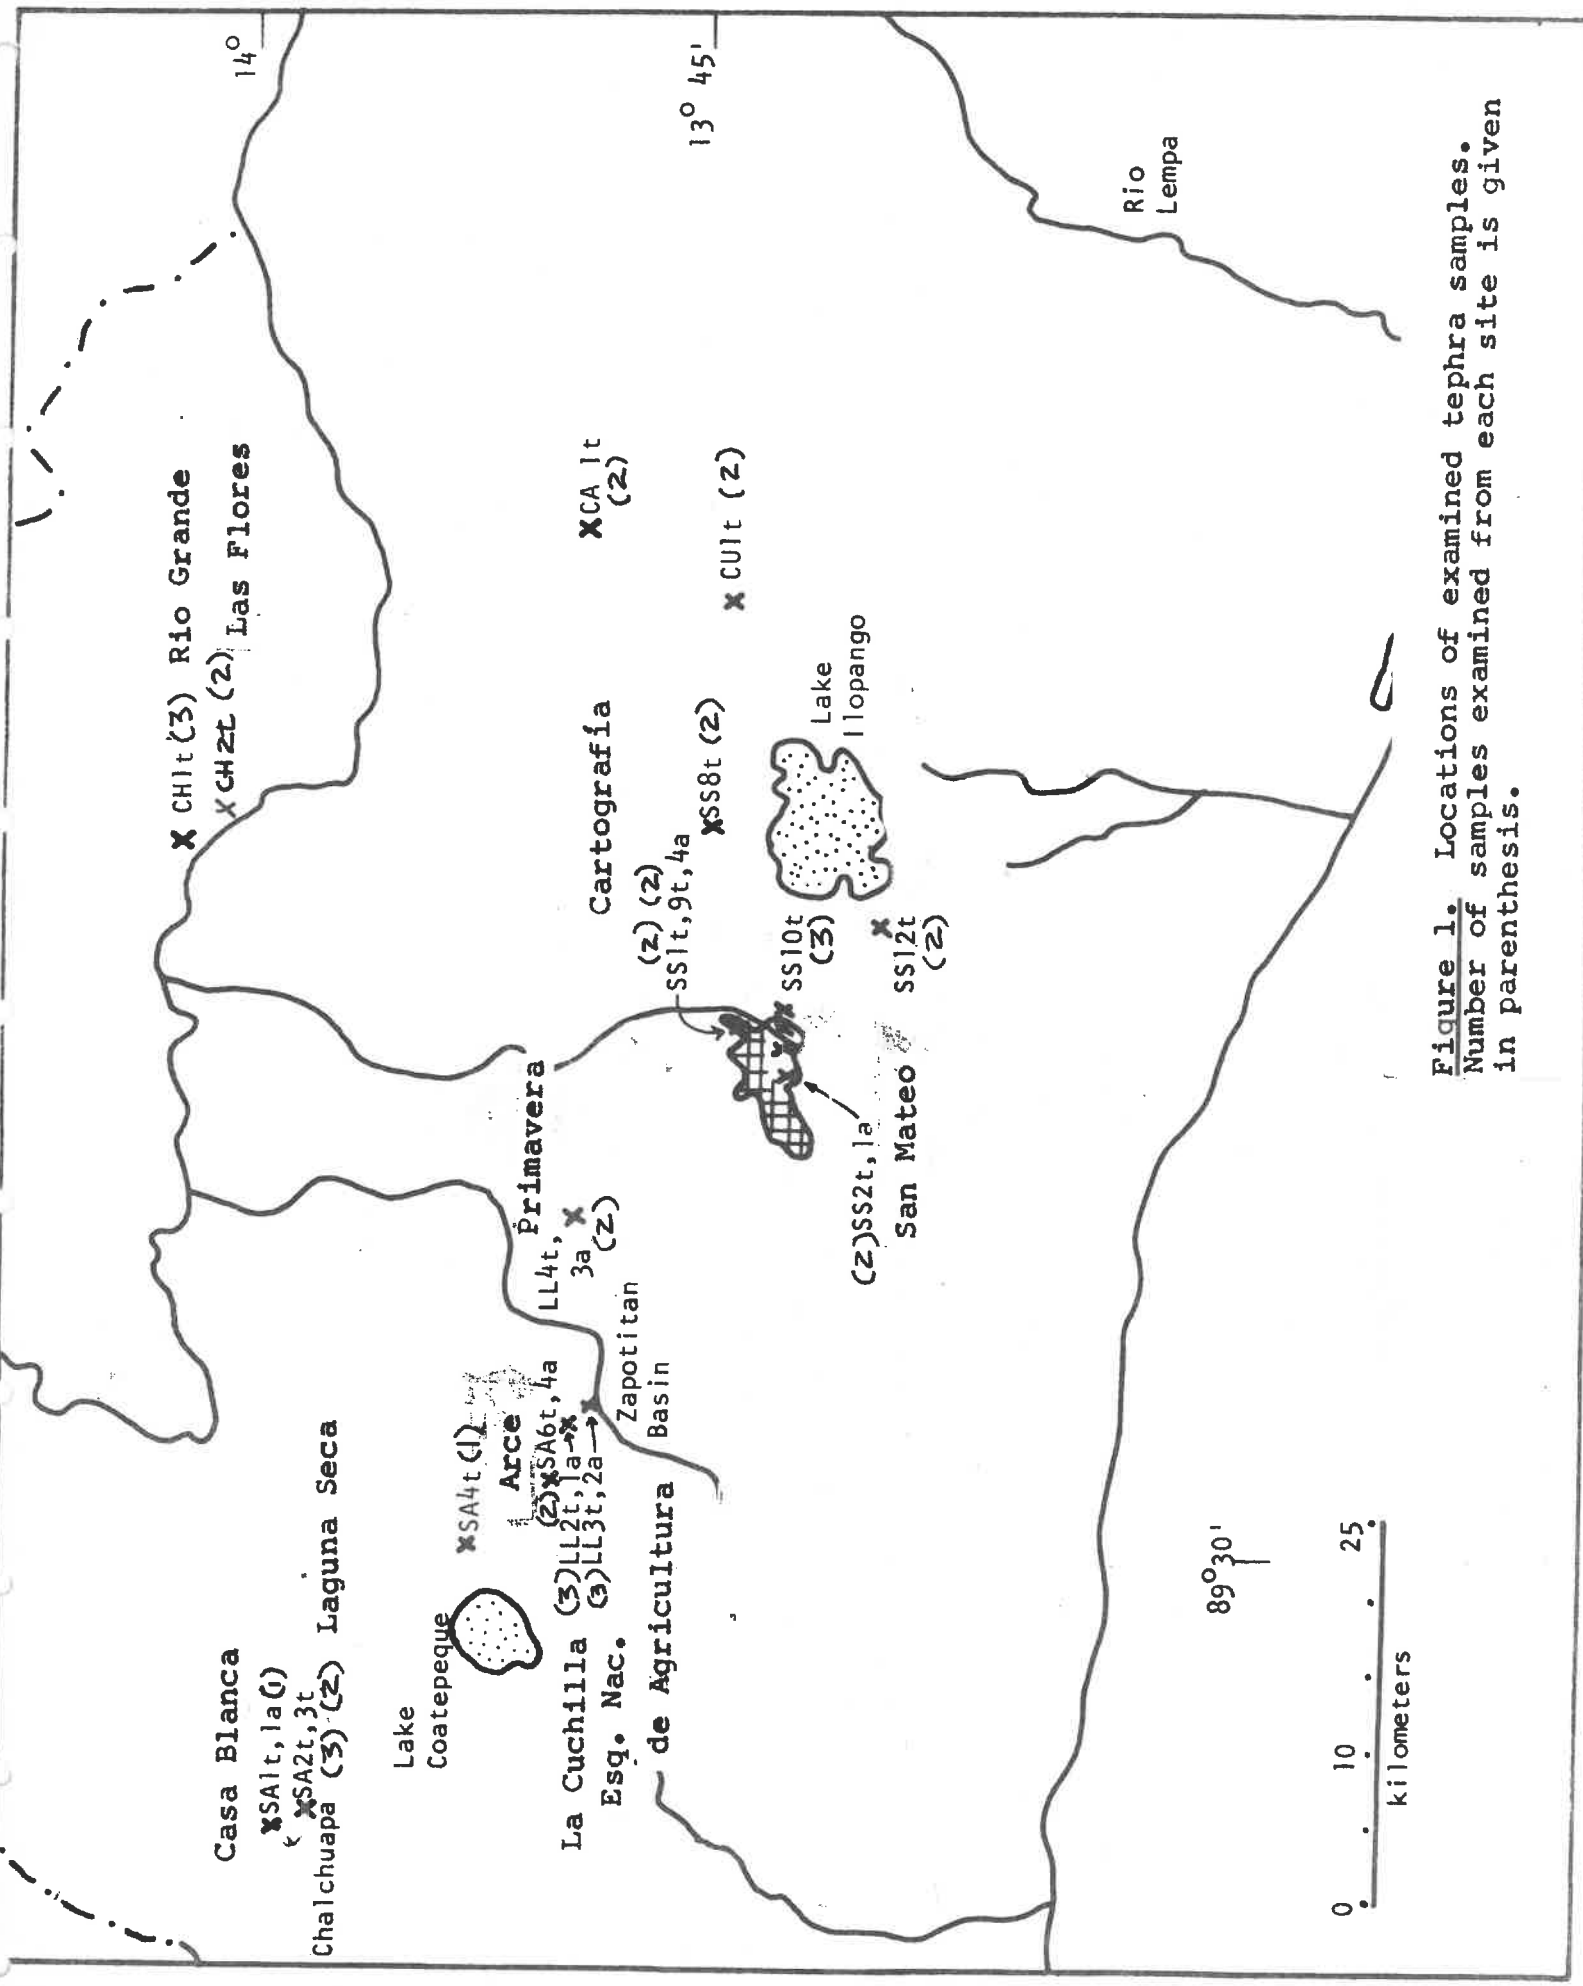 14°
13° 45'
CH1t (3) Rio Grande
CH2t (2) Las Flores
CA 1t
(2)
CU1t (2)
Rio
Lempa
Cartografía
(2) (2)
SS1t,9t,4a
SS8t (2)
Lake
Ilopango
SS10t
(3)
SS12t
(2)
(2)SS2t,1a
San Mateo
Primavera
LL4t,
3a
(2)
Zapotitan
Basin
SA4t (1)
Arce
(2) SA6t,4a
La Cuchilla (3)LL2t,1a
(3)LL3t,2a
Esq. Nac.
de Agricultura
Casa Blanca
SA1t,1a(1)
SA2t,3t
Chalchuapa (3) (2) Laguna Seca
Lake
Coatepeque
89°30'
0 10 25
kilometers
Figure 1. Locations of examined tephra samples.
Number of samples examined from each site is given
in parenthesis.